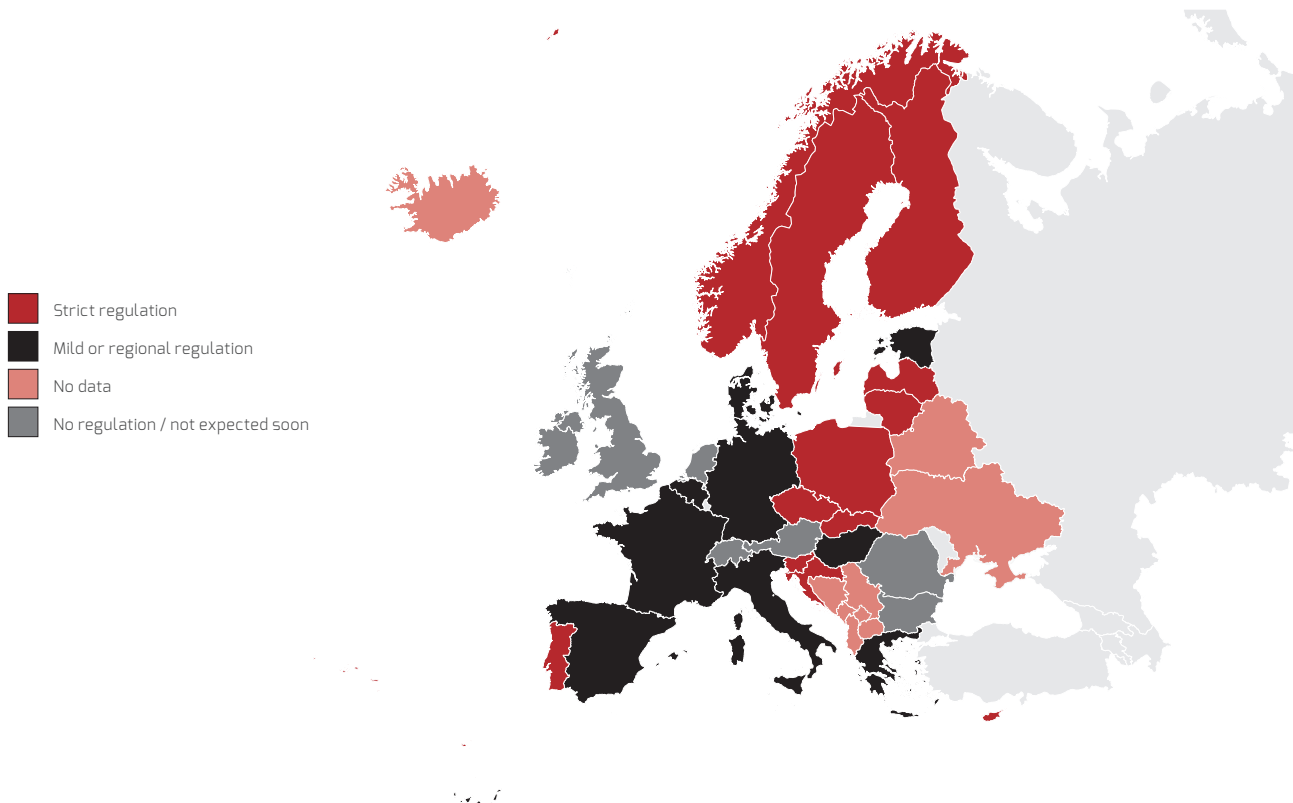 Strict regulation
Mild or regional regulation
No data
No regulation / not expected soon